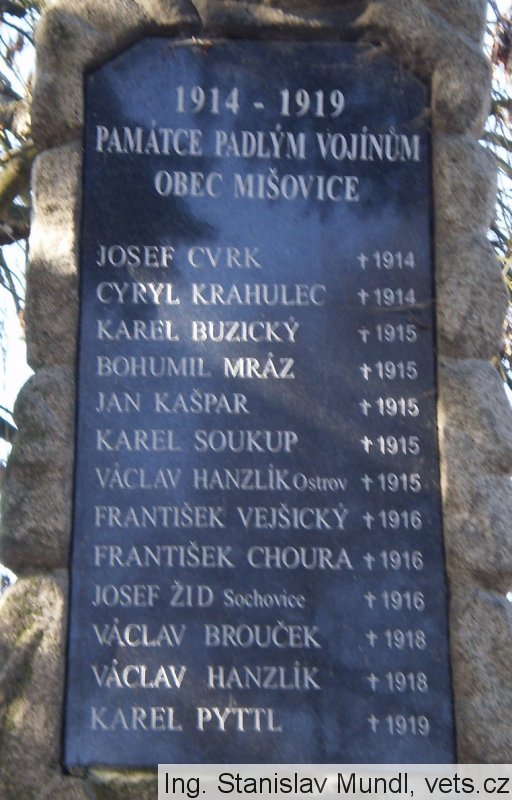 1914 - 1919
PAMÁTCE PADLÝM VOJÍNŮM
OBEC MIŠOVICE
JOSEF CVRK †1914
CYRYL KRAHULEC †1914
KAREL BUZICKÝ †1915
BOHUMIL MRÁZ †1915
JAN KAŠPAR †1915
KAREL SOUKUP †1915
VÁCLAV HANZLÍK Ostrov †1915
FRANTIŠEK VEJŠICKÝ †1916
FRANTIŠEK CHOURA †1916
JOSEF ŽID Sochovice †1916
VÁCLAV BROUČEK †1918
VÁCLAV HANZLÍK †1918
KAREL PYTTL †1919
Ing. Stanislav Mundl, vets.cz